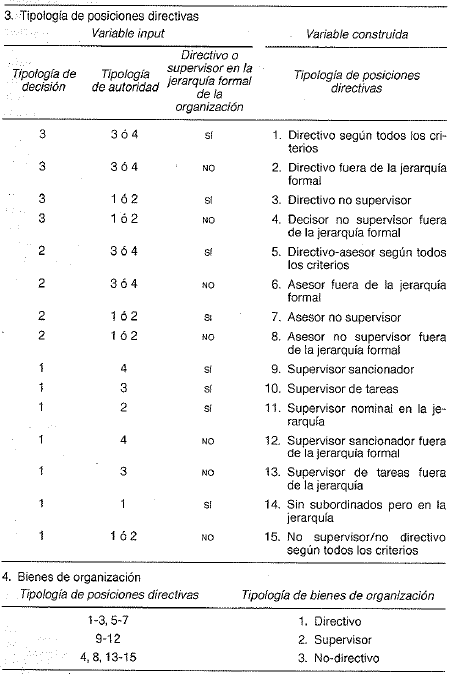 3. Tipología de posiciones directivas
Variable input Variable construida
Tipología de decisión Tipología de autoridad Directivo o supervisor en la jerarquía formal de la organización Tipología de posiciones directivas
3 3 ó 4 SÍ 1. Directivo según todos los cri-
terios
3 3 ó 4 NO 2. Directivo fuera de la jerarquía
formal
3 1 ó 2 SÍ 3. Directivo no supervisor
3 1 ó 2 NO 4. Decisor no supervisor fuera
de la jerarquía formal
2 3 ó 4 SÍ 5. Directivo-asesor según todos
los criterios
2 3 ó 4 NO 6. Asesor fuera de la jerarquía
formal
2 1 ó 2 SÍ 7. Asesor no supervisor
2 1 ó 2 NO 8. Asesor no supervisor fuera
de la jerarquía formal
1 4 SÍ 9. Supervisor sancionador
1 3 SÍ 10. Supervisor de tareas
1 2 SÍ 11. Supervisor nominal en la je-
rarquía
1 4 NO 12. Supervisor sancionador fuera
de la jerarquía formal
1 3 NO 13. Supervisor de tareas fuera
de la jerarquía
1 1 SÍ 14. Sin subordinados pero en la
jerarquía
1 1 ó 2 NO 15. No supervisor/no directivo
según todos los criterios
4. Bienes de organización
Tipología de posiciones directivas Tipología de bienes de organización
1-3, 5-7 1. Directivo
9-12 2. Supervisor
4, 8, 13-15 3. No-directivo